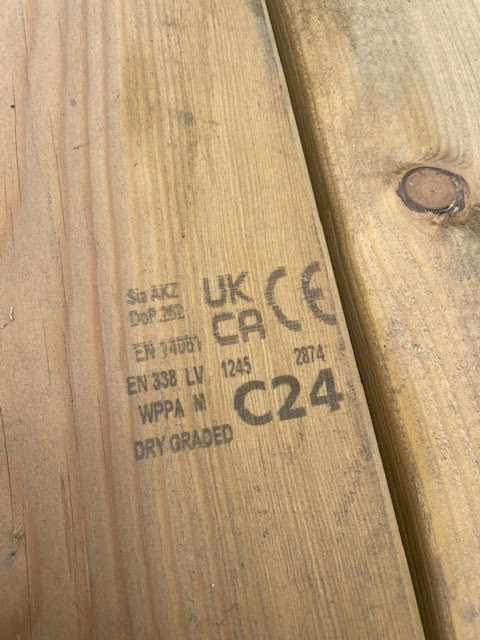 Sia AKZ
DoP.262
EN 14081
EN 338 LV
WPPA M
DRY GRADED
UK
CA
CE
1245
2874
C24